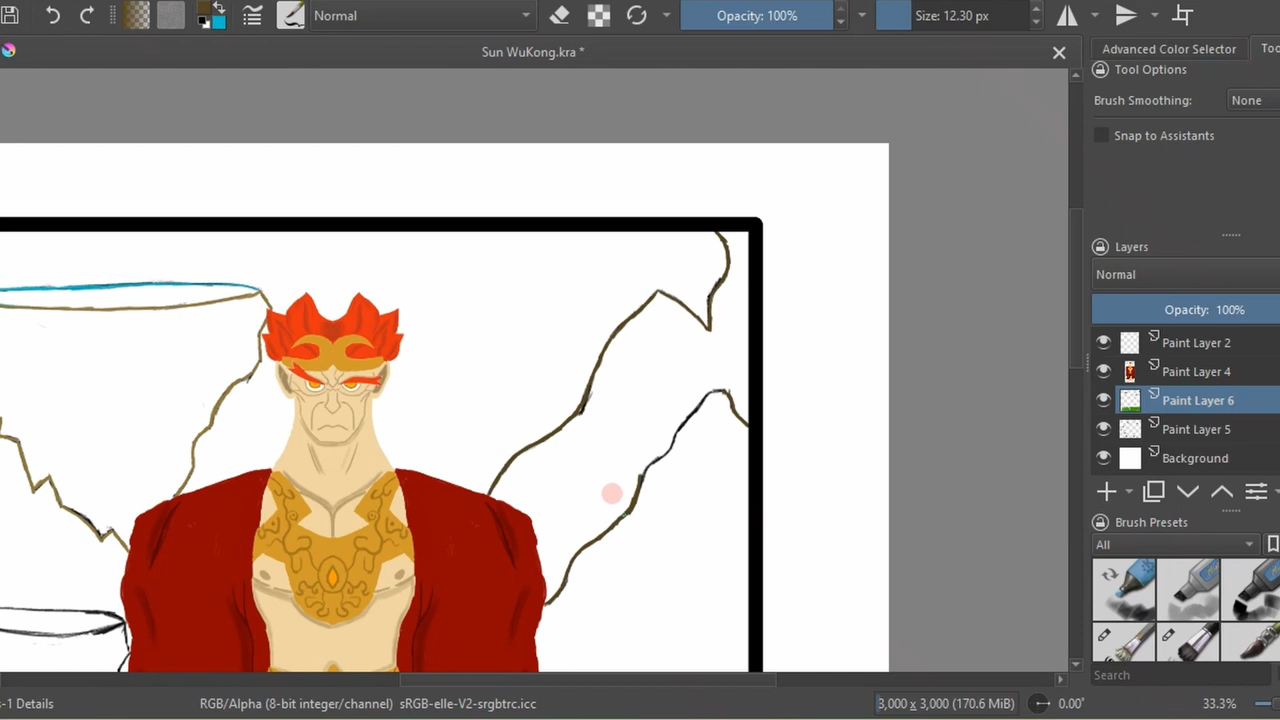 Normal
Opacity: 100%
Size: 12.30 px
Sun WuKong.kra *
Advanced Color Selector
Too
Tool Options
Brush Smoothing:
None
Snap to Assistants
Layers
Normal
Opacity: 100%
Paint Layer 2
Paint Layer 4
Paint Layer 6
Paint Layer 5
Background
Brush Presets
All
Search
s-1 Details
RGB/Alpha (8-bit integer/channel) sRGB-elle-V2-srgbtrc.icc
3,000 x 3,000 (170.6 MiB)
0.00°
33.3%